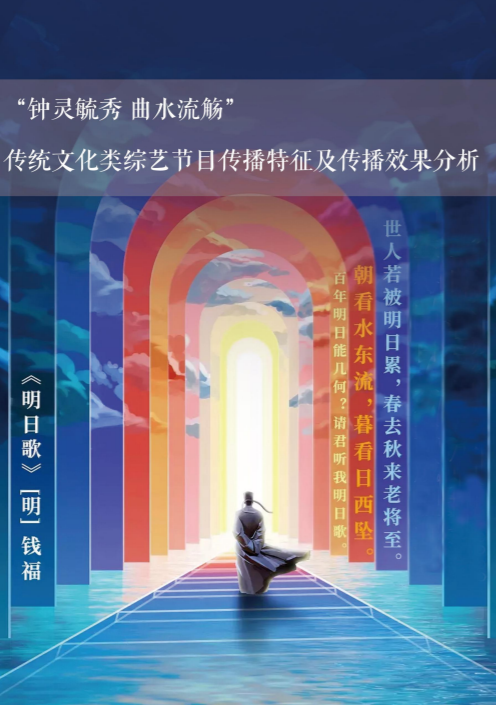 “钟灵毓秀 曲水流觞”
传统文化类综艺节目传播特征及传播效果分析
世人若被明日累，春去秋来老将至。
朝看水东流，暮看日西坠。
百年明日能几何？请君听我明日歌。
《明日歌》[明] 钱福